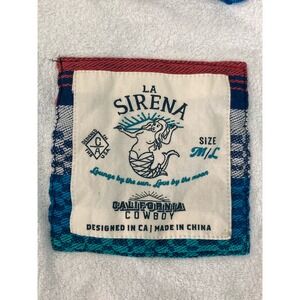 LA
SIRENA
SIZE
M/L
Lounge by the sun. Love by the moon
CALIFORNIA
COWBOY
DESIGNED IN CA | MADE IN CHINA